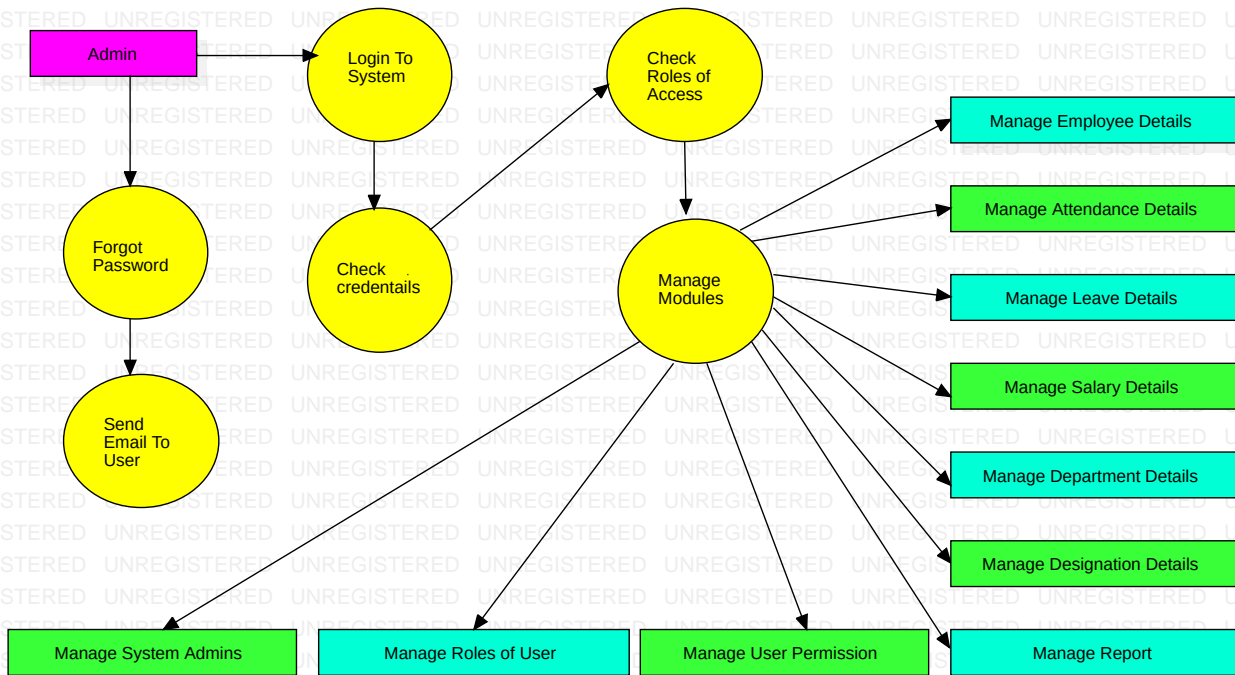 Admin
Login To
System
Check
Roles of
Access
Manage Employee Details
Manage Attendance Details
Forgot
Password
Check
credentails
Manage
Modules
Manage Leave Details
Manage Salary Details
Send
Email To
User
Manage Department Details
Manage Designation Details
Manage System Admins
Manage Roles of User
Manage User Permission
Manage Report
UNREGISTERED